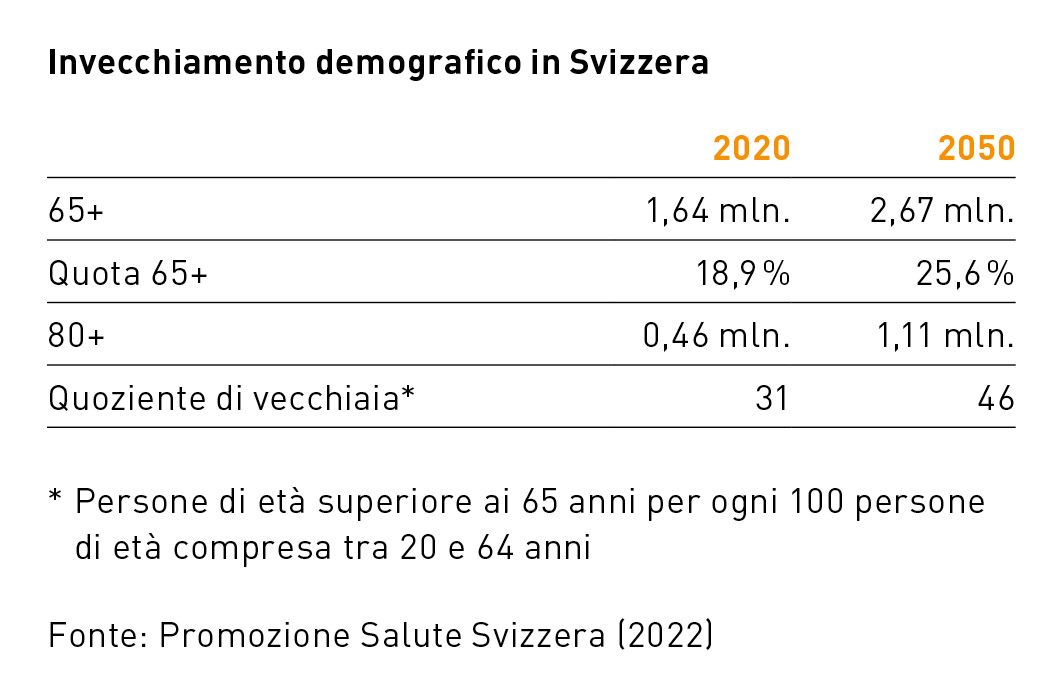 Invecchiamento demografico in Svizzera
2020 2050
65+ 1,64 mln. 2,67 mln.
Quota 65+ 18,9 % 25,6 %
80+ 0,46 mln. 1,11 mln.
Quoziente di vecchiaia* 31 46
* Persone di età superiore ai 65 anni per ogni 100 persone
di età compresa tra 20 e 64 anni
Fonte: Promozione Salute Svizzera (2022)